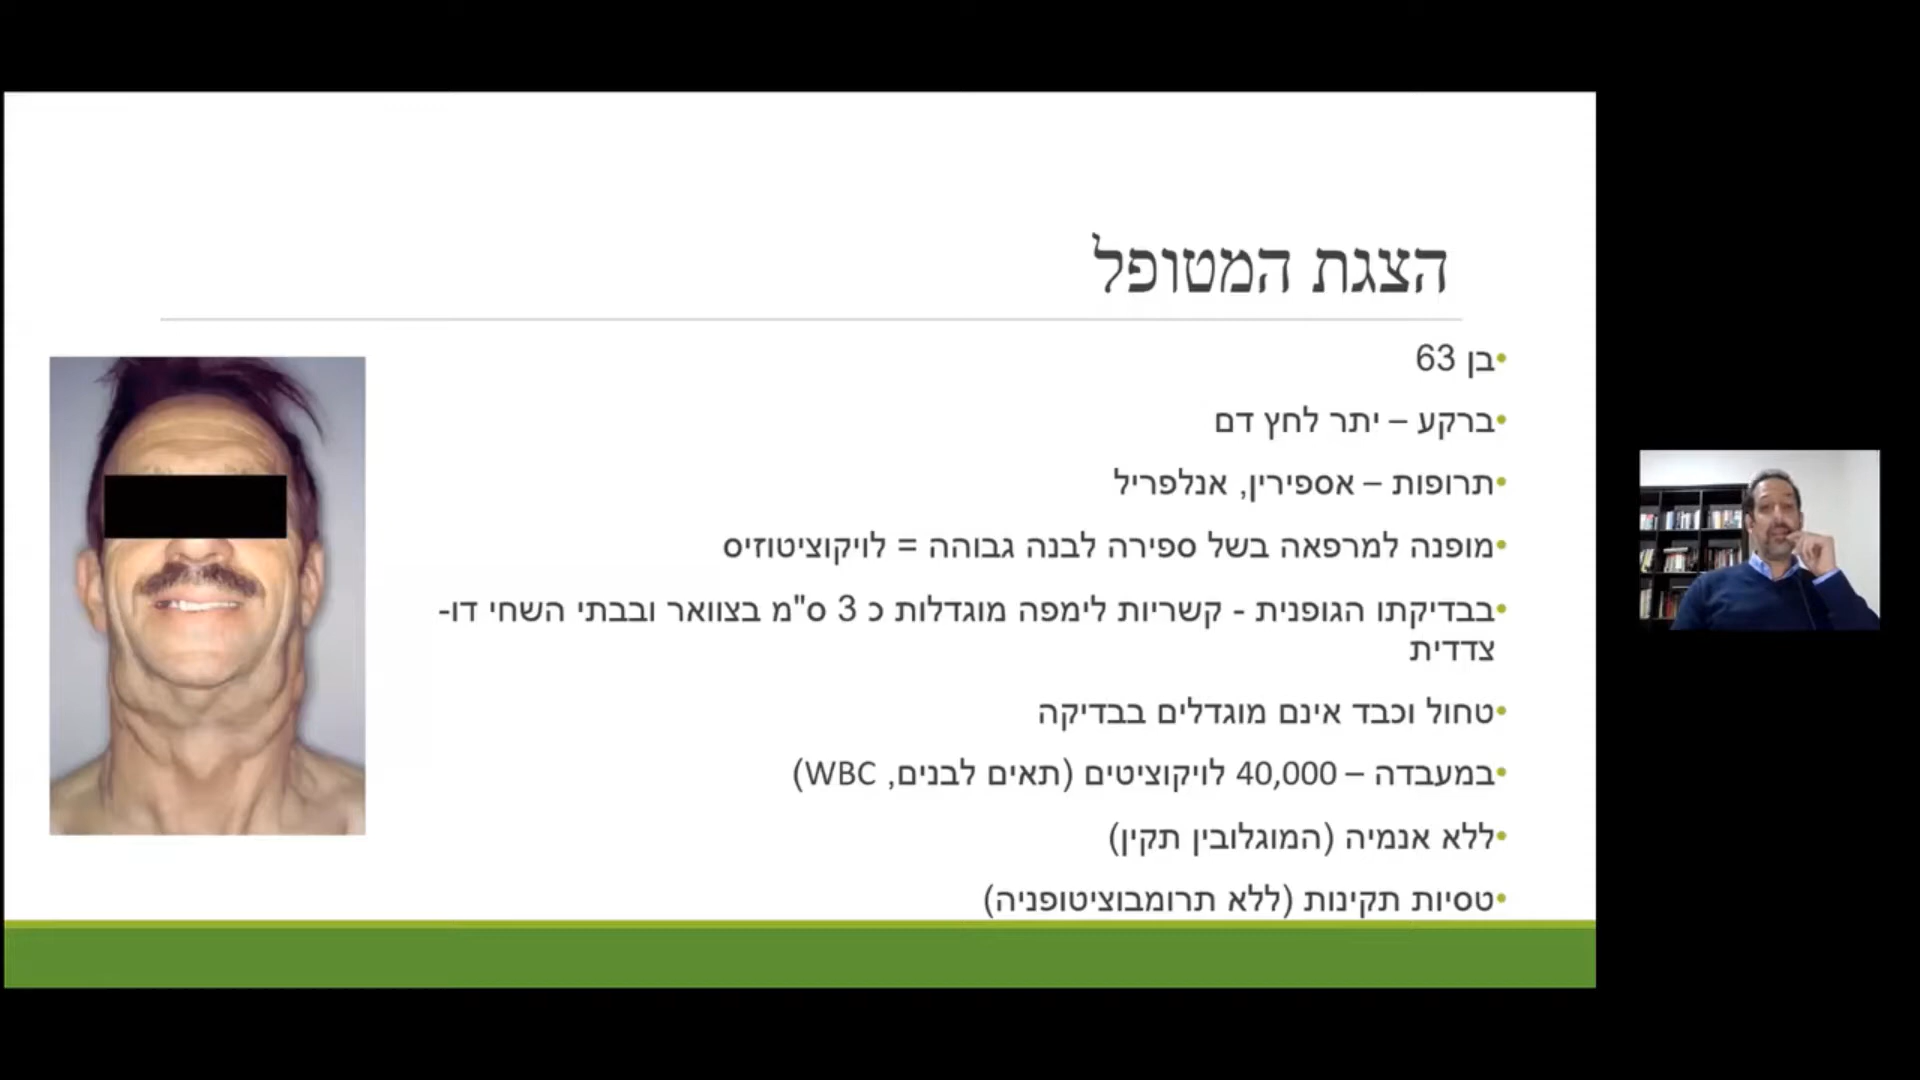 הצגת המטופל
•בן 63
•ברקע – יתר לחץ דם
•תרופות – אספירין, אנלפריל
•מופנה למרפאה בשל ספירה לבנה גבוהה = לויקוציטוזיס
•בבדיקתו הגופנית - קשריות לימפה מוגדלות כ 3 ס"מ בצוואר ובבתי השחי דו-
צדדית
•טחול וכבד אינם מוגדלים בבדיקה
•במעבדה – 40,000 לויקוציטים (תאים לבנים, WBC)
•ללא אנמיה (המוגלובין תקין)
•טסיות תקינות (ללא תרומבוציטופניה)